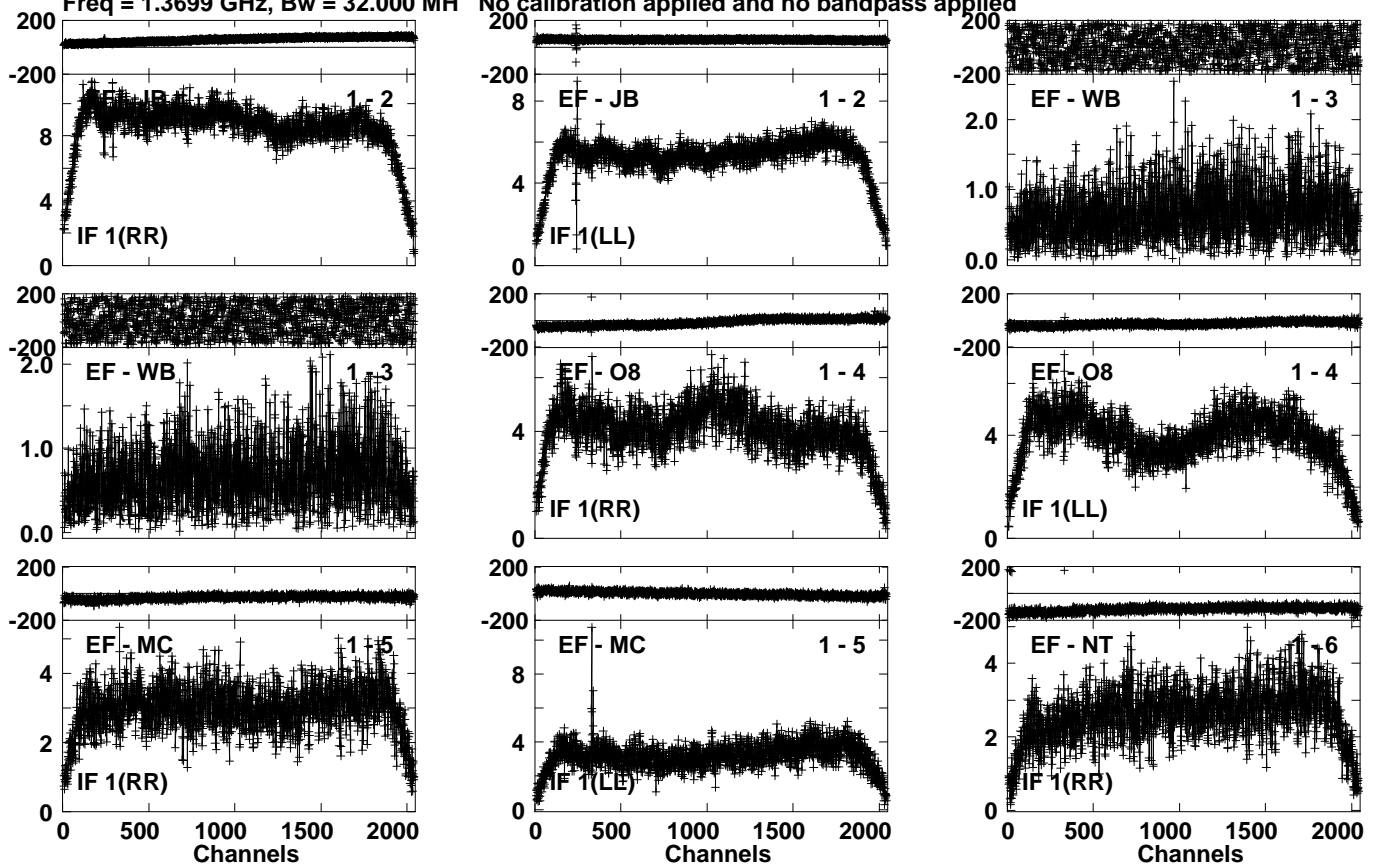 Freq = 1.3699 GHz, Bw = 32.000 MH No calibration applied and no bandpass applied
200
-200
EF - JB 1 - 2
8
4
0
IF 1(RR)
200
-200
EF - JB 1 - 2
8
4
0
IF 1(LL)
200
-200
EF - WB 1 - 3
2.0
1.0
0.0
200
-200
EF - WB 1 - 3
2.0
1.0
0.0
200
-200
EF - O8 1 - 4
4
0
IF 1(RR)
200
-200
EF - O8 1 - 4
4
0
IF 1(LL)
200
-200
EF - MC 1 - 5
4
2
0
IF 1(RR)
0 500 1000 1500 2000
Channels
200
-200
EF - MC 1 - 5
8
4
0
IF 1(LL)
0 500 1000 1500 2000
Channels
200
-200
EF - NT 1 - 6
4
2
0
IF 1(RR)
0 500 1000 1500 2000
Channels